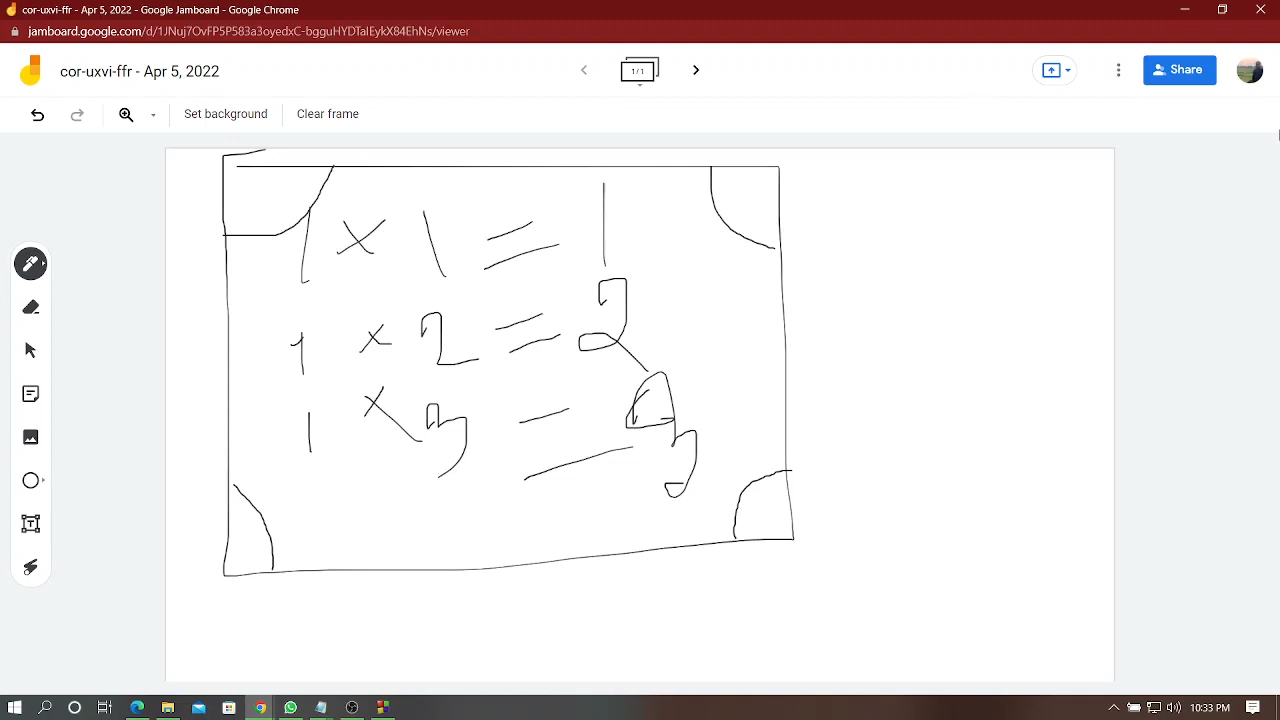 cor-uxvi-ffr - Apr 5, 2022 - Google Jamboard - Google Chrome
jamboard.google.com/d/1JNuj7OvFP5P583a3oyedxC-bgguHYDTaIEykX84EhNs/viewer
cor-uxvi-ffr - Apr 5, 2022
1/1
Share
Set background
Clear frame
1 × 1 = 1
1 × 2 = 2
1 × 3 = 3
10:33 PM